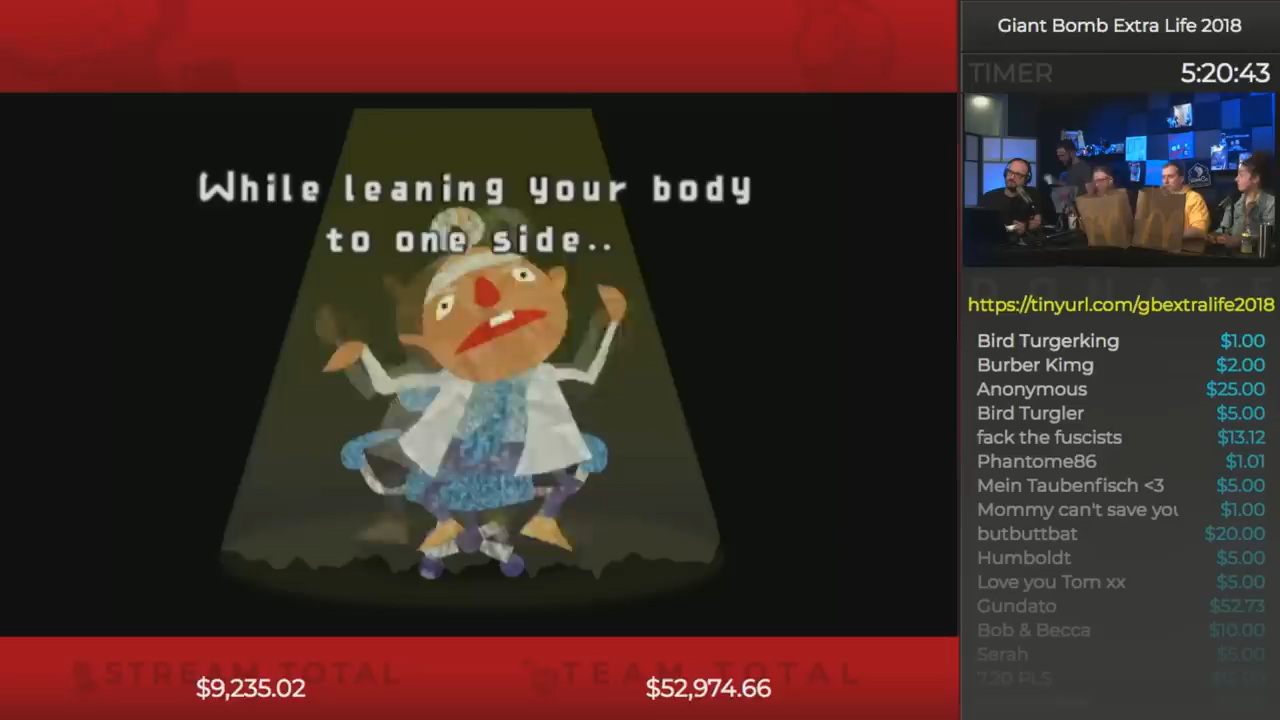 Giant Bomb Extra Life 2018
TIMER
5:20:43
While leaning your body
to one side..
https://tinyurl.com/gbextralife2018
Bird Turgerking $1.00
Burber Kimg $2.00
Anonymous $25.00
Bird Turgler $5.00
fack the fuscists $13.12
Phantome86 $1.01
Mein Taubenfisch <3 $5.00
Mommy can't save you $1.00
butbuttbat $20.00
Humboldt $5.00
Love you Tom xx $5.00
Gundato $52.73
Bob & Becca $10.00
Serah $5.00
720 PLS
STREAM TOTAL
TEAM TOTAL
$9,235.02
$52,974.66